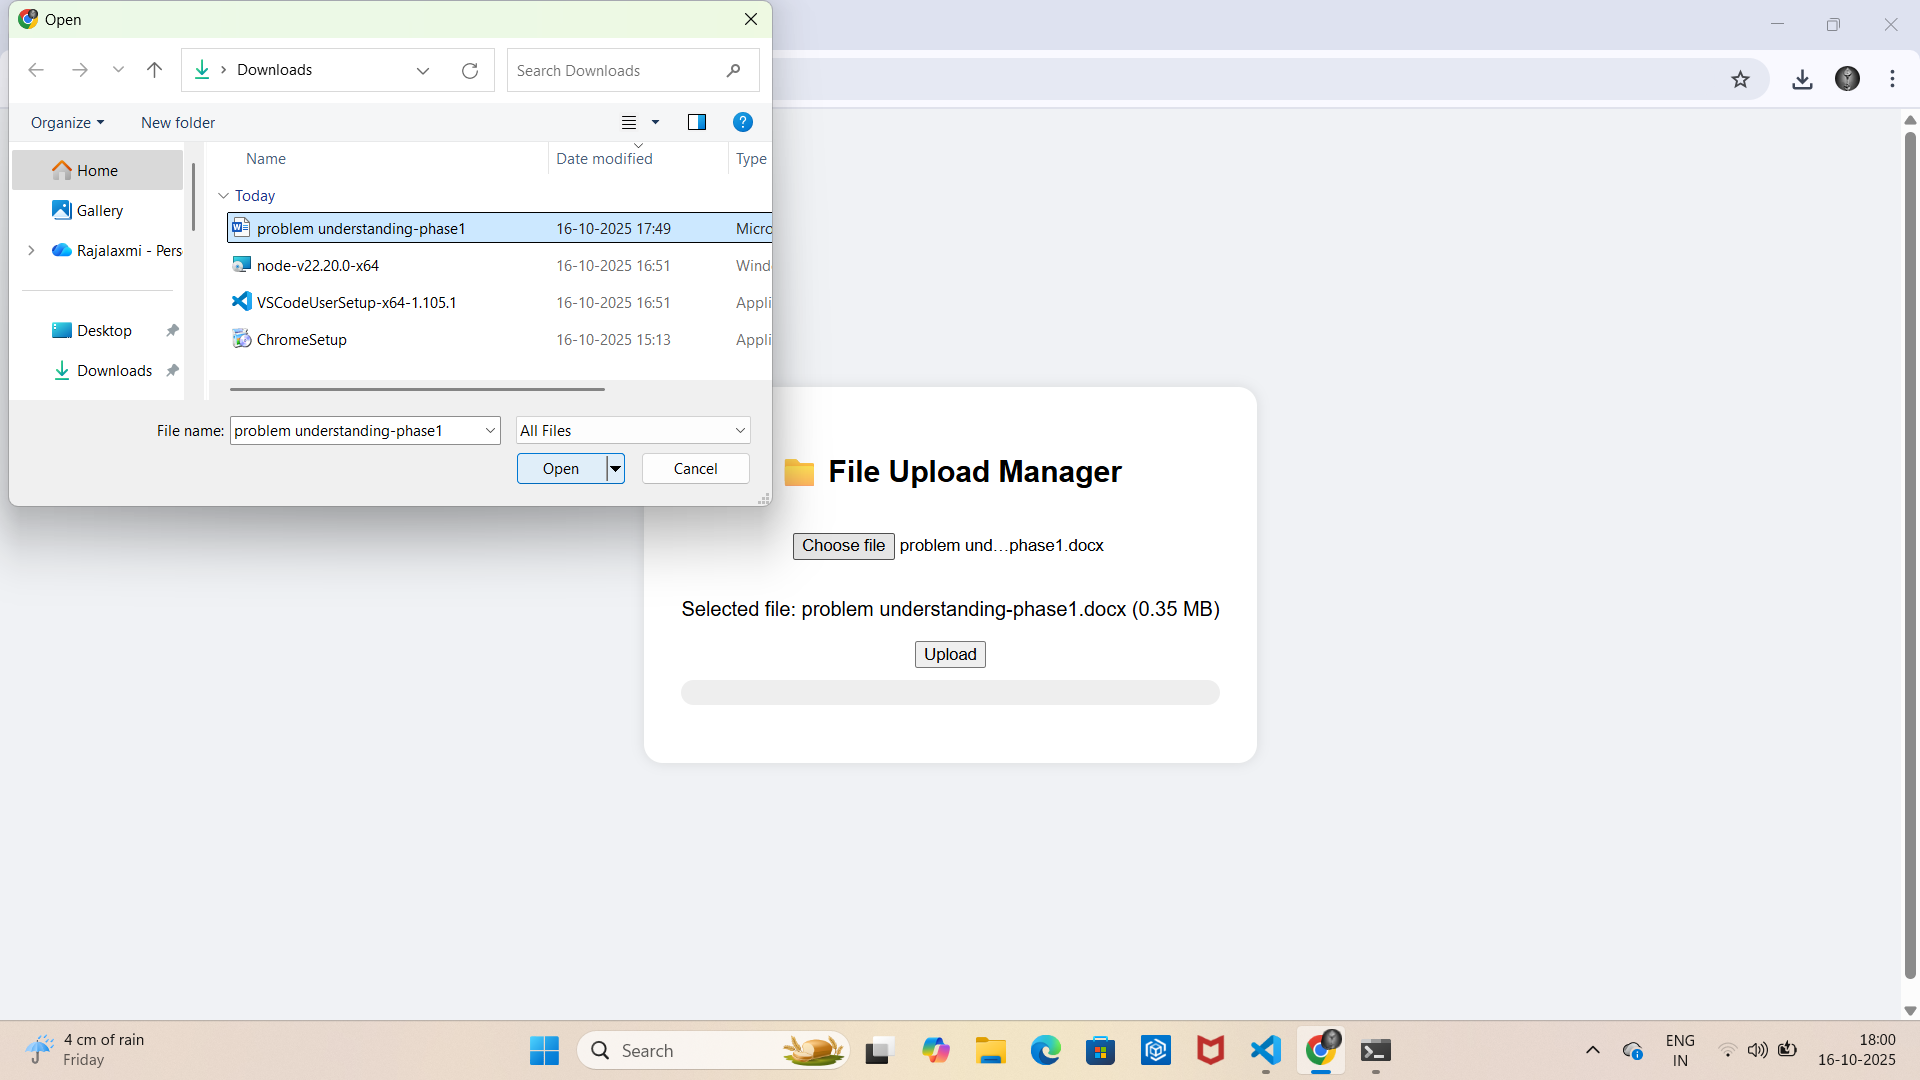 Open
Downloads
Search Downloads
Organize
New folder
?
Name
Date modified
Type
Today
problem understanding-phase1 16-10-2025 17:49 Micro
node-v22.20.0-x64 16-10-2025 16:51 Wind
VSCodeUserSetup-x64-1.105.1 16-10-2025 16:51 Appli
ChromeSetup 16-10-2025 15:13 Appli
Home
Gallery
Rajalaxmi - Pers
Desktop
Downloads
File name: problem understanding-phase1
All Files
Open
Cancel
File Upload Manager
Choose file problem und...phase1.docx
Selected file: problem understanding-phase1.docx (0.35 MB)
Upload
4 cm of rain
Friday
Search
ENG
IN
18:00
16-10-2025